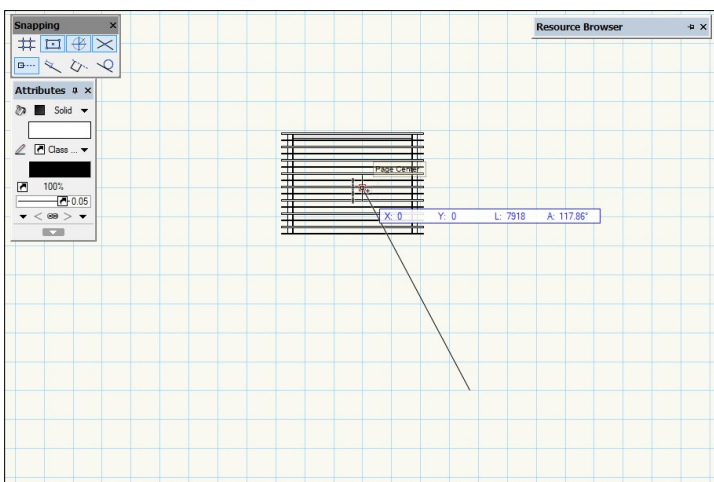 Snapping
Resource Browser
Attributes
Solid
Class ...
100%
0.05
Page Center
X: 0 Y: 0 L: 7918 A: 117.86°